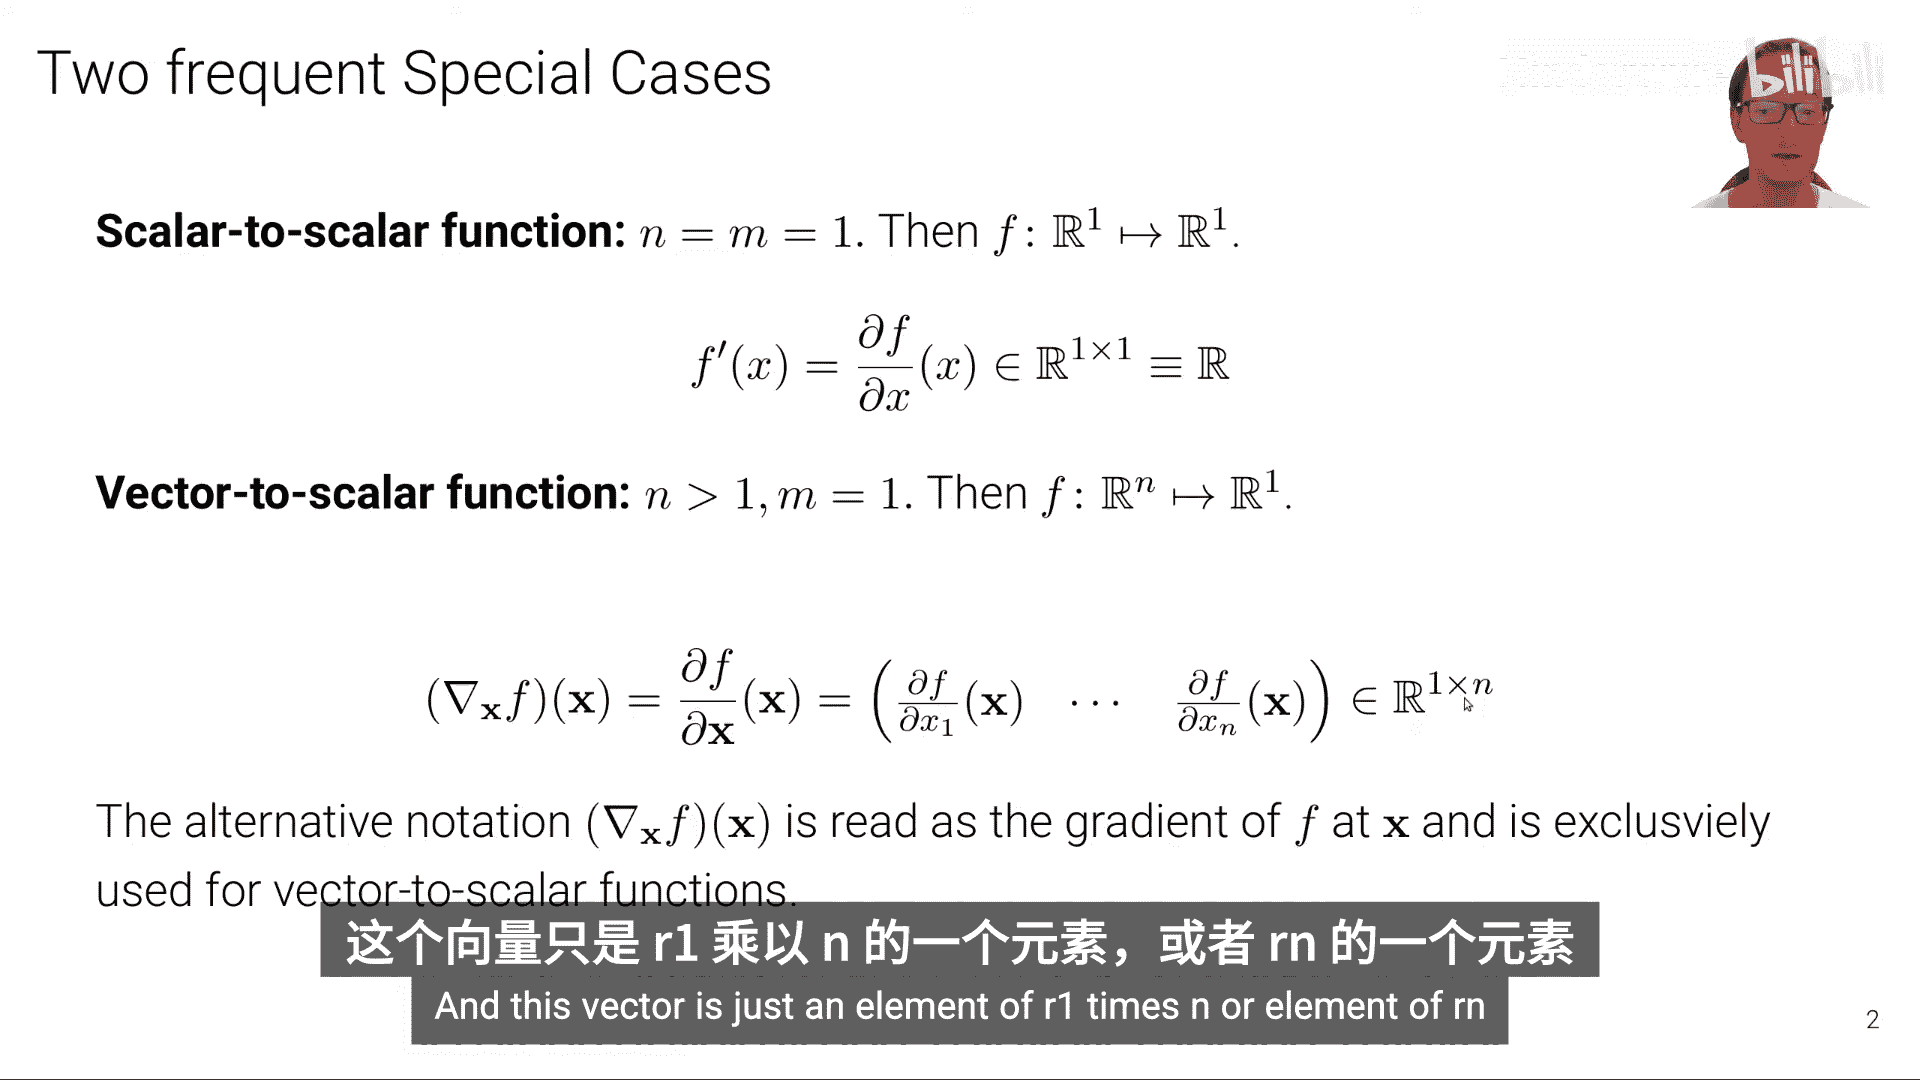 Two frequent Special Cases
bilibili
Scalar-to-scalar function: n = m = 1. Then f: ℝ¹ ↦ ℝ¹.
f′(x) = ∂f/∂x (x) ∈ ℝ^{1×1} ≡ ℝ
Vector-to-scalar function: n > 1, m = 1. Then f: ℝⁿ ↦ ℝ¹.
(∇ₓf)(x) = ∂f/∂x (x) = (∂f/∂x₁ (x) ⋯ ∂f/∂xₙ (x)) ∈ ℝ^{1×n}
The alternative notation (∇ₓf)(x) is read as the gradient of f at x and is exclusviely
used for vector-to-scalar functions.
这个向量只是 r1 乘以 n 的一个元素，或者 rn 的一个元素
And this vector is just an element of r1 times n or element of rn
2